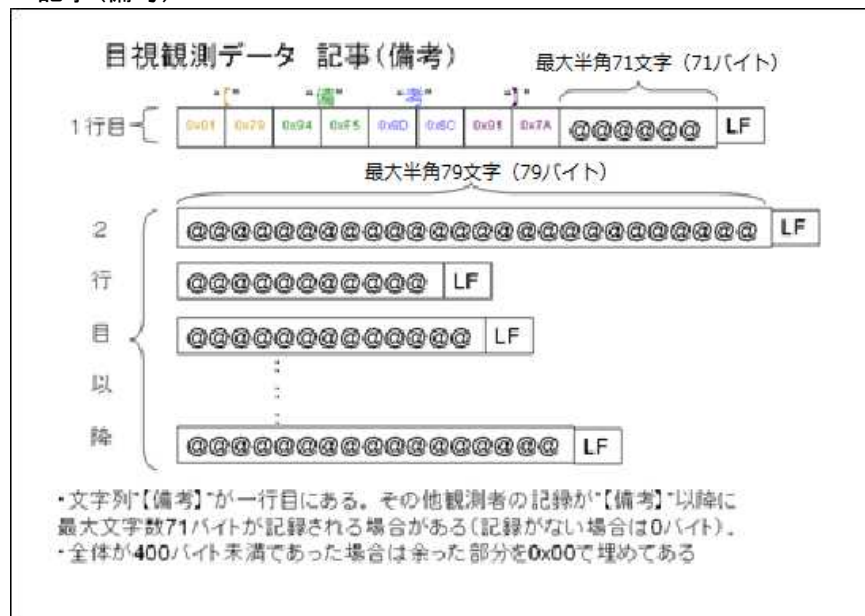 目視観測データ 記事(備考)
最大半角71文字（71バイト）
"【" "備" "考" "】"
1行目 0x81 0x79 0x94 0xF5 0x8D 0x6C 0x81 0x7A @@@@@@ LF
最大半角79文字（79バイト）
2 @@@@@@@@@@@@@@@@@@@@@@@@@@ LF
行 @@@@@@@@@@@ LF
目 @@@@@@@@@@@@@ LF
以
降 @@@@@@@@@@@@@@@@@ LF
・文字列"【備考】"が一行目にある。その他観測者の記録が"【備考】"以降に
最大文字数71バイトが記録される場合がある(記録がない場合は0バイト)。
・全体が400バイト未満であった場合は余った部分を0x00で埋めてある